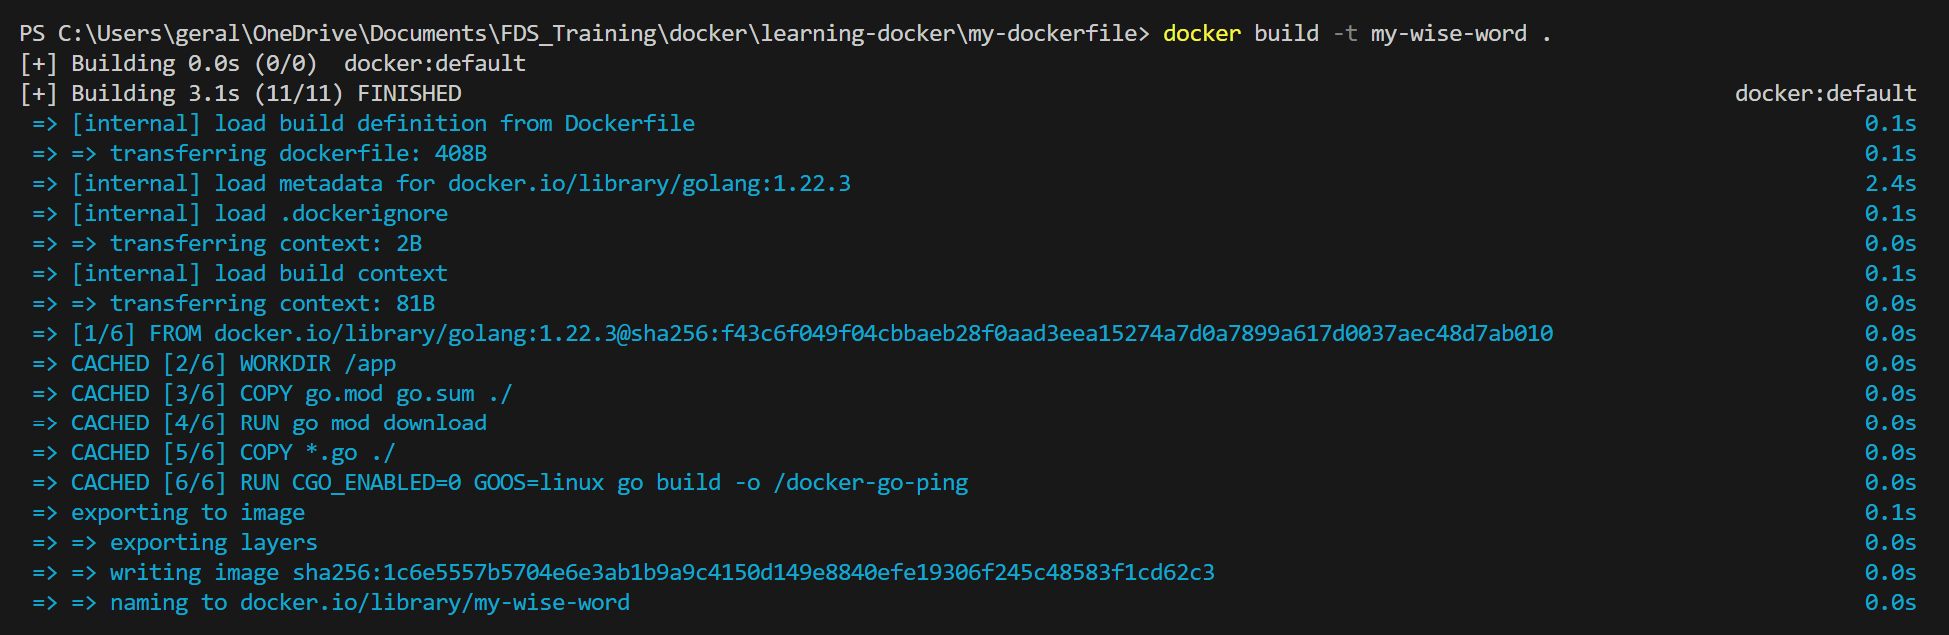 PS C:\Users\geral\OneDrive\Documents\FDS_Training\docker\learning-docker\my-dockerfile> docker build -t my-wise-word .
[+] Building 0.0s (0/0)  docker:default
[+] Building 3.1s (11/11) FINISHED docker:default
=> [internal] load build definition from Dockerfile 0.1s
=> => transferring dockerfile: 408B 0.1s
=> [internal] load metadata for docker.io/library/golang:1.22.3 2.4s
=> [internal] load .dockerignore 0.1s
=> => transferring context: 2B 0.0s
=> [internal] load build context 0.1s
=> => transferring context: 81B 0.0s
=> [1/6] FROM docker.io/library/golang:1.22.3@sha256:f43c6f049f04cbbaeb28f0aad3eea15274a7d0a7899a617d0037aec48d7ab010 0.0s
=> CACHED [2/6] WORKDIR /app 0.0s
=> CACHED [3/6] COPY go.mod go.sum ./ 0.0s
=> CACHED [4/6] RUN go mod download 0.0s
=> CACHED [5/6] COPY *.go ./ 0.0s
=> CACHED [6/6] RUN CGO_ENABLED=0 GOOS=linux go build -o /docker-go-ping 0.0s
=> exporting to image 0.1s
=> => exporting layers 0.0s
=> => writing image sha256:1c6e5557b5704e6e3ab1b9a9c4150d149e8840efe19306f245c48583f1cd62c3 0.0s
=> => naming to docker.io/library/my-wise-word 0.0s